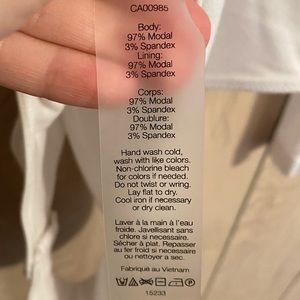 CA00985
Body:
97% Modal
3% Spandex
Lining:
97% Modal
3% Spandex
Corps:
97% Modal
3% Spandex
Doublure:
97% Modal
3% Spandex
Hand wash cold,
wash with like colors.
Non-chlorine bleach
for colors if needed.
Do not twist or wring.
Lay flat to dry.
Cool iron if necessary
or dry clean.
Laver à la main à l'eau
froide. Javellisant sans
chlore si necessaire.
Sécher à plat. Repasser
au fer froid si necessaire
ou nettoyer a sec.
Fabriqué au Vietnam
15233